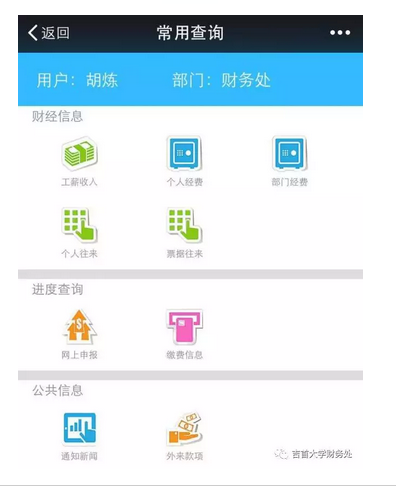 返回 常用查询
用户：胡炼 部门：财务处
财经信息
工薪收入 个人经费 部门经费
个人往来 票据往来
进度查询
网上申报 缴费信息
公共信息
通知新闻 外来款项
吉首大学财务处